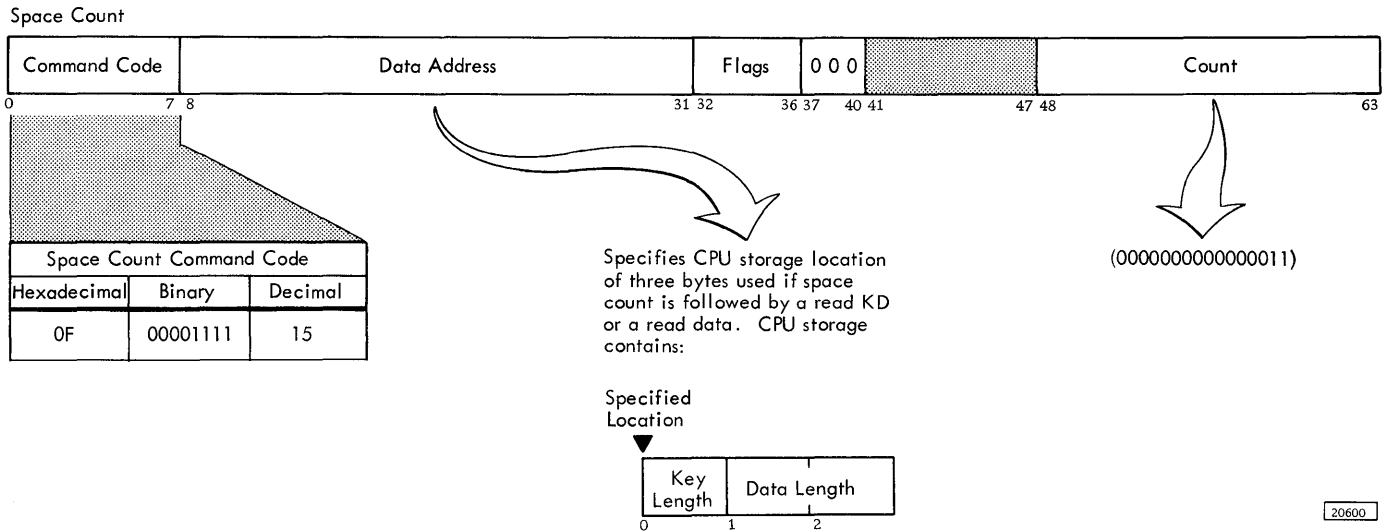 Space Count
Command Code Data Address Flags 0 0 0 Count
0 7 8 31 32 36 37 40 41 47 48 63
Space Count Command Code
Hexadecimal Binary Decimal
0F 00001111 15
Specifies CPU storage location
of three bytes used if space
count is followed by a read KD
or a read data. CPU storage
contains:
(0000000000000011)
Specified
Location
Key
Length
Data Length
0 1 2
20600